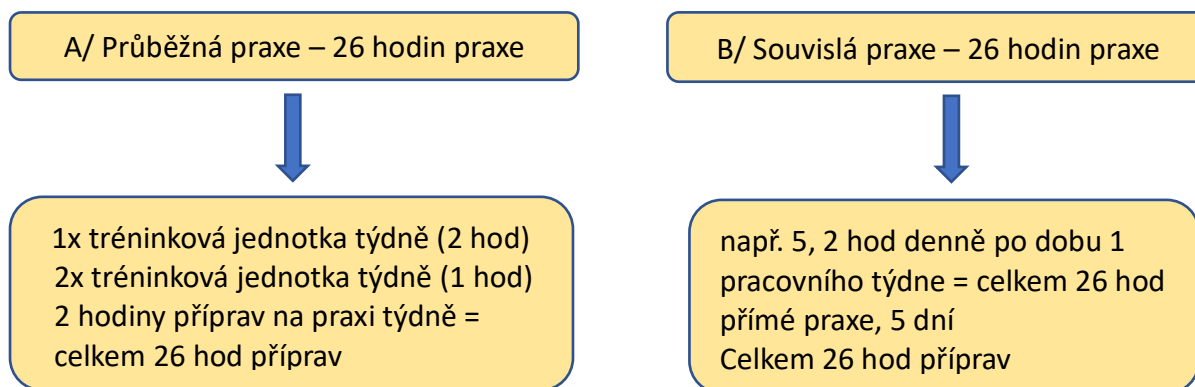 A/ Průběžná praxe – 26 hodin praxe
1x tréninková jednotka týdně (2 hod)
2x tréninková jednotka týdně (1 hod)
2 hodiny příprav na praxi týdně =
celkem 26 hod příprav
B/ Souvislá praxe – 26 hodin praxe
např. 5, 2 hod denně po dobu 1
pracovního týdne = celkem 26 hod
přímé praxe, 5 dní
Celkem 26 hod příprav